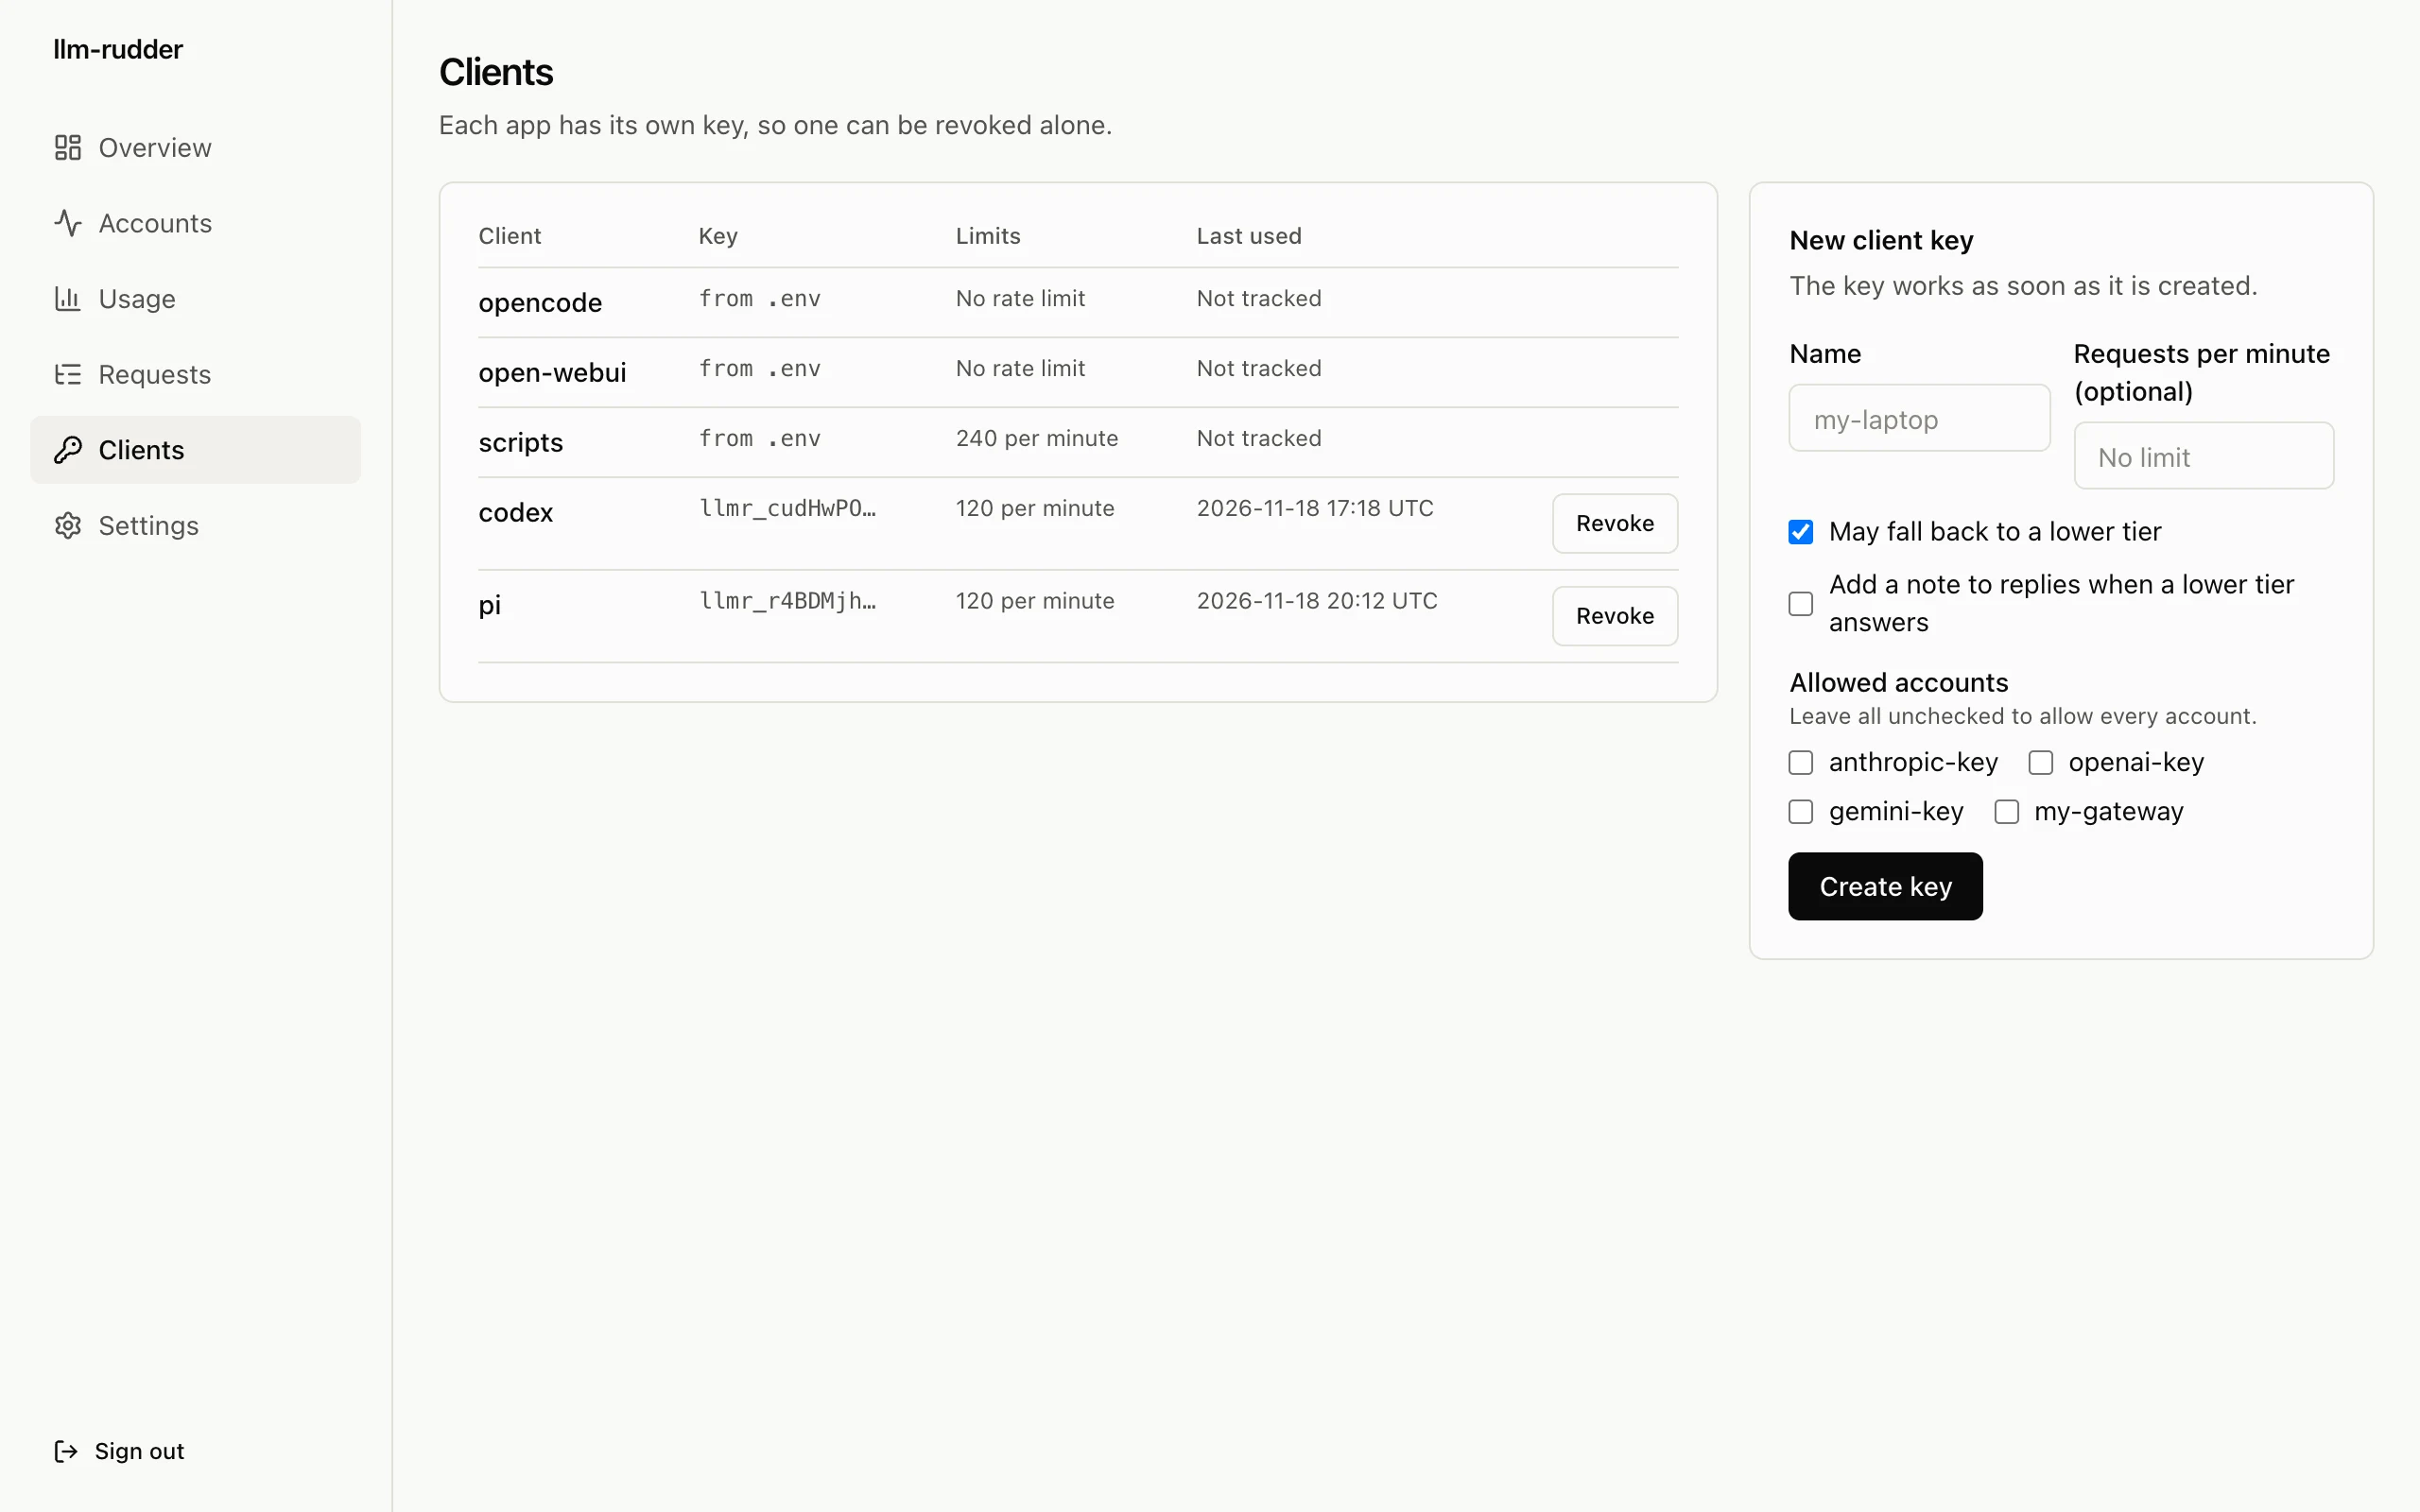 llm-rudder
Overview
Accounts
Usage
Requests
Clients
Settings
Sign out
Clients
Each app has its own key, so one can be revoked alone.
Client Key Limits Last used
opencode from .env No rate limit Not tracked
open-webui from .env No rate limit Not tracked
scripts from .env 240 per minute Not tracked
codex llmr_cudHwPO… 120 per minute 2026-11-18 17:18 UTC Revoke
pi llmr_r4BDMjh… 120 per minute 2026-11-18 20:12 UTC Revoke
New client key
The key works as soon as it is created.
Name
my-laptop
Requests per minute
(optional)
No limit
May fall back to a lower tier
Add a note to replies when a lower tier
answers
Allowed accounts
Leave all unchecked to allow every account.
anthropic-key openai-key
gemini-key my-gateway
Create key